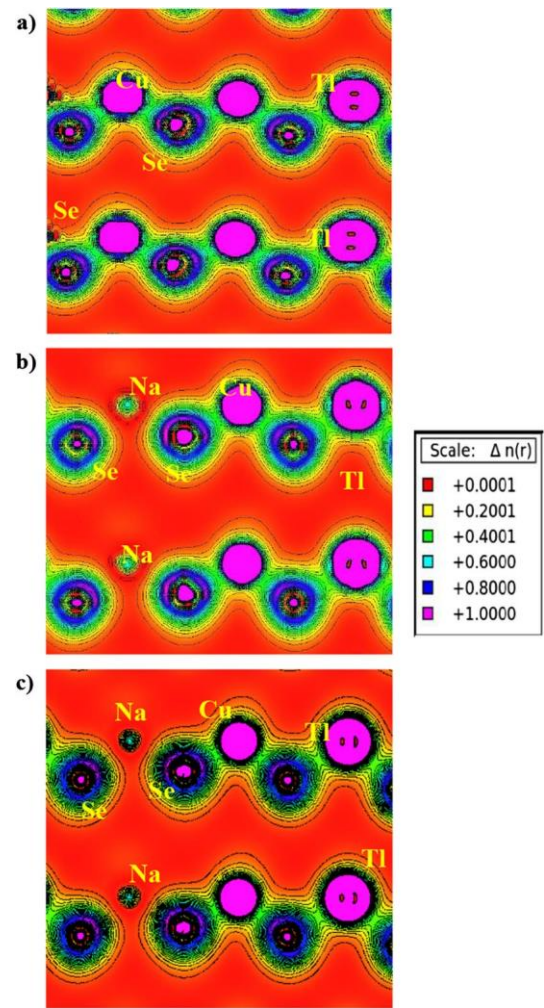 a)
Cu Tl
Se
Se
Tl
b)
Na
Cu
Se Se
Tl
Na
Scale: Δ n(r)
+0.0001
+0.2001
+0.4001
+0.6000
+0.8000
+1.0000
c)
Na Cu
Tl
Se Se
Na Tl